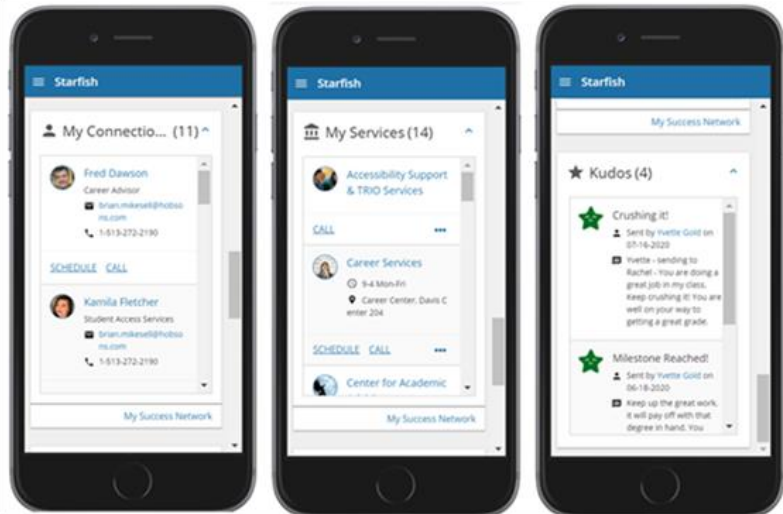 Starfish
My Connectio... (11)
Fred Dawson
Career Advisor
brian.mikesell@hobso
ns.com
1-513-272-2190
SCHEDULE CALL
Kamila Fletcher
Student Access Services
brian.mikesell@hobso
ns.com
1-513-272-2190
My Success Network
Starfish
My Services (14)
Accessibility Support
& TRIO Services
CALL
Career Services
9-4 Mon-Fri
Career Center, Davis C
enter 204
SCHEDULE CALL
Center for Academic
My Success Network
Starfish
My Success Network
Kudos (4)
Crushing it!
Sent by Yvette Gold on
07-16-2020
Yvette - sending to
Rachel - You are doing a
great job in my class.
Keep crushing it! You are
well on your way to
getting a great grade.
Milestone Reached!
Sent by Yvette Gold on
06-18-2020
Keep up the great work,
it will pay off with that
degree in hand. You